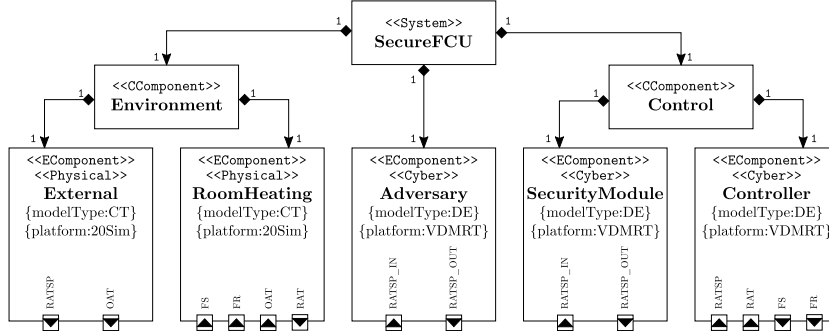 <<System>>
SecureFCU
1
1
1
1
1
<<CComponent>>
Environment
<<CComponent>>
Control
1
1
1
1
1
1
1
1
1
<<EComponent>>
<<Physical>>
External
{modelType:CT}
{platform:20Sim}
RATSP
OAT
<<EComponent>>
<<Physical>>
RoomHeating
{modelType:CT}
{platform:20Sim}
FS
FR
OAT
RAT
<<EComponent>>
<<Cyber>>
Adversary
{modelType:DE}
{platform:VDMRT}
RATSP_IN
RATSP_OUT
<<EComponent>>
<<Cyber>>
SecurityModule
{modelType:DE}
{platform:VDMRT}
RATSP_IN
RATSP_OUT
<<EComponent>>
<<Cyber>>
Controller
{modelType:DE}
{platform:VDMRT}
RATSP
RAT
FS
FR